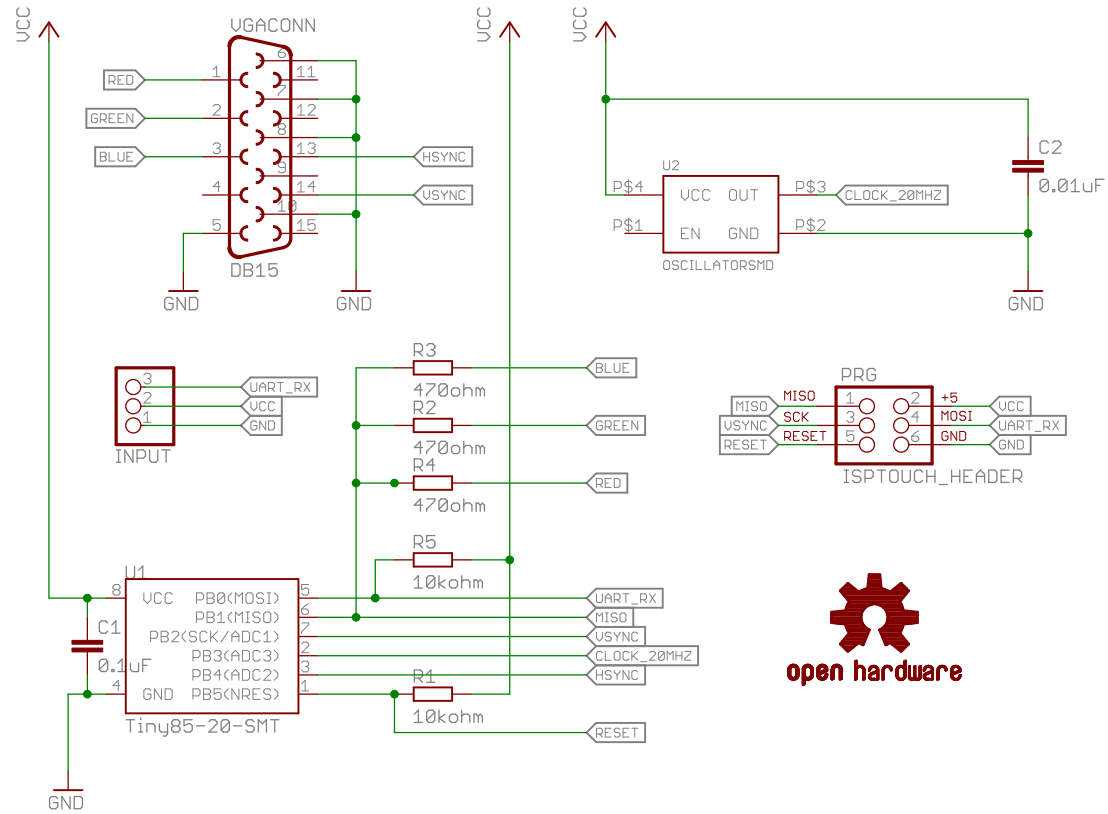 VCC
VGACONN
6
RED
1
11
7
GREEN
2
12
8
BLUE
3
13
HSYNC
9
4
14
VSYNC
10
5
15
DB15
GND
GND
VCC
VCC
C2
0.01uF
U2
P$4
VCC
OUT
P$3
CLOCK_20MHZ
P$1
EN
GND
P$2
OSCILLATORSMD
GND
3
UART_RX
2
VCC
1
GND
INPUT
R3
470ohm
BLUE
R2
470ohm
GREEN
R4
470ohm
RED
R5
10kohm
PRG
MISO
MISO
1
2
+5
VCC
VSYNC
SCK
3
4
MOSI
UART_RX
RESET
RESET
5
6
GND
GND
ISPTOUCH_HEADER
U1
8
VCC
PB0(MOSI)
5
UART_RX
PB1(MISO)
6
MISO
PB2(SCK/ADC1)
7
VSYNC
PB3(ADC3)
2
CLOCK_20MHZ
PB4(ADC2)
3
HSYNC
4
GND
PB5(NRES)
1
C1
0.1uF
Tiny85-20-SMT
R1
10kohm
RESET
GND
open hardware